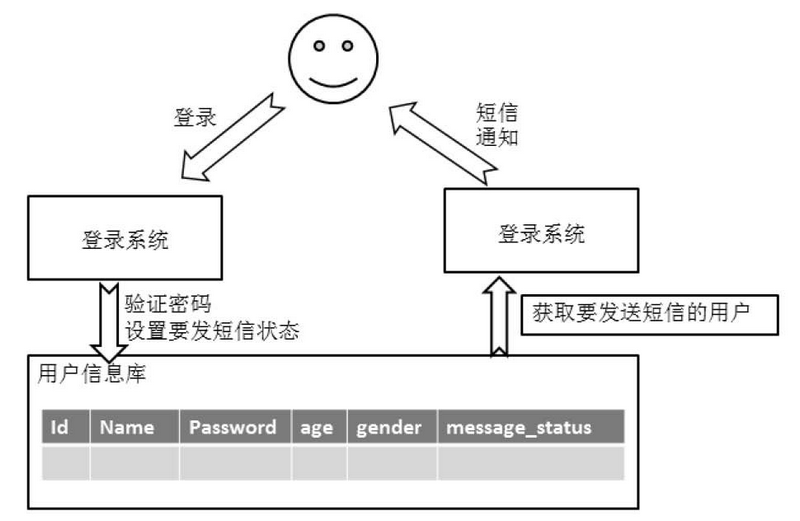 登录
短信
通知
登录系统
登录系统
验证密码
设置要发短信状态
获取要发送短信的用户
用户信息库
Id Name Password age gender message_status